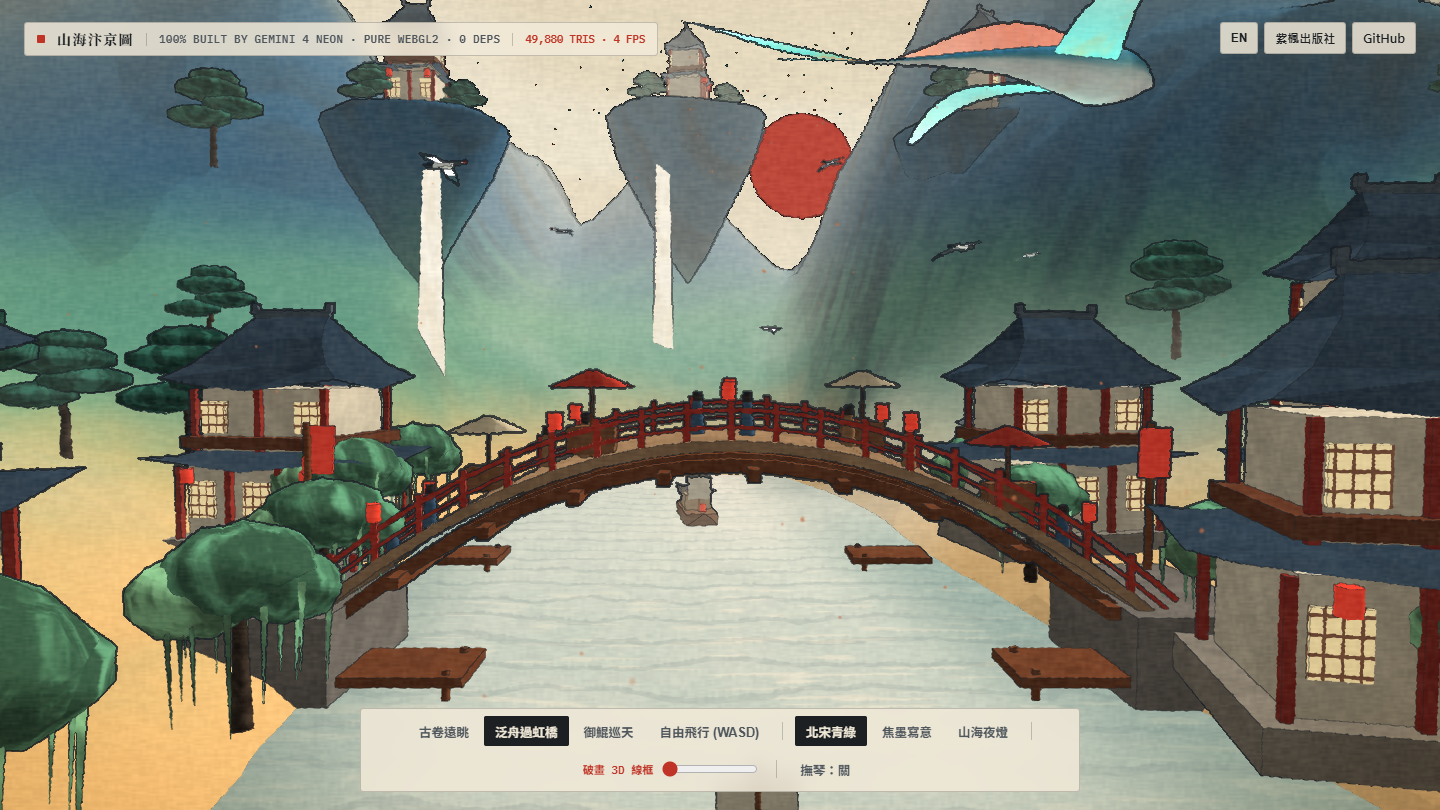 山海汴京圖
100% BUILT BY GEMINI 4 NEON · PURE WEBGL2 · 0 DEPS
49,880 TRIS · 4 FPS
EN
紫楓出版社
GitHub
古卷遠眺
泛舟過虹橋
御鯤巡天
自由飛行 (WASD)
北宋青綠
焦墨寫意
山海夜燈
破畫 3D 線框
撫琴：關